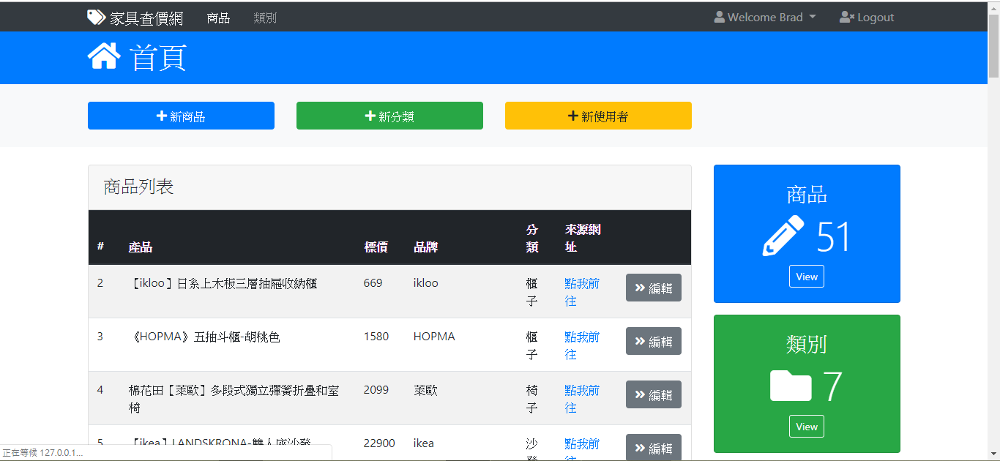 家具查價網 商品 類別 Welcome Brad Logout
首頁
新商品 新分類 新使用者
商品列表
# 產品 標價 品牌 分類 來源網址
2 【ikloo】日系上木板三層抽屜收納櫃 669 ikloo 櫃子 點我前往 編輯
3 《HOPMA》五抽斗櫃-胡桃色 1580 HOPMA 櫃子 點我前往 編輯
4 棉花田【萊歐】多段式獨立彈簧折疊和室椅 2099 萊歐 椅子 點我前往 編輯
5 【ikea】LANDSKRONA-雙人座沙發 22900 ikea 沙發 點我前往 編輯
商品
51
View
類別
7
View
正在等候 127.0.0.1...